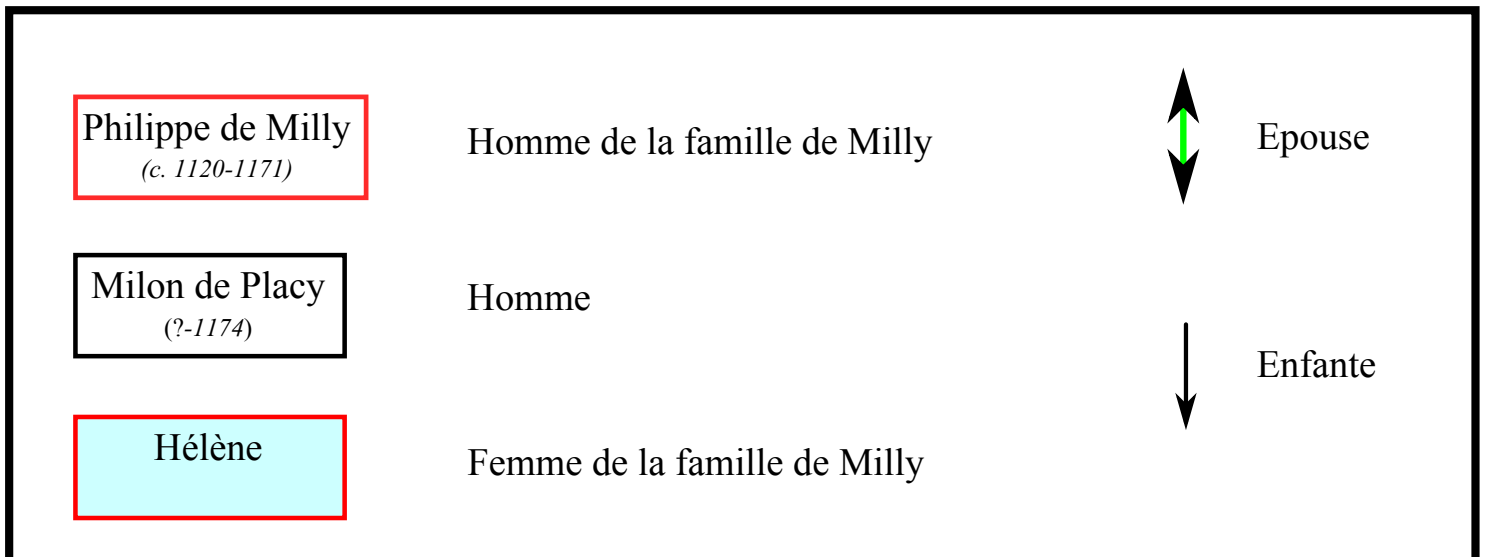 Philippe de Milly
(c. 1120-1171)
Homme de la famille de Milly
Epouse
Milon de Placy
(?-1174)
Homme
Enfante
Hélène
Femme de la famille de Milly